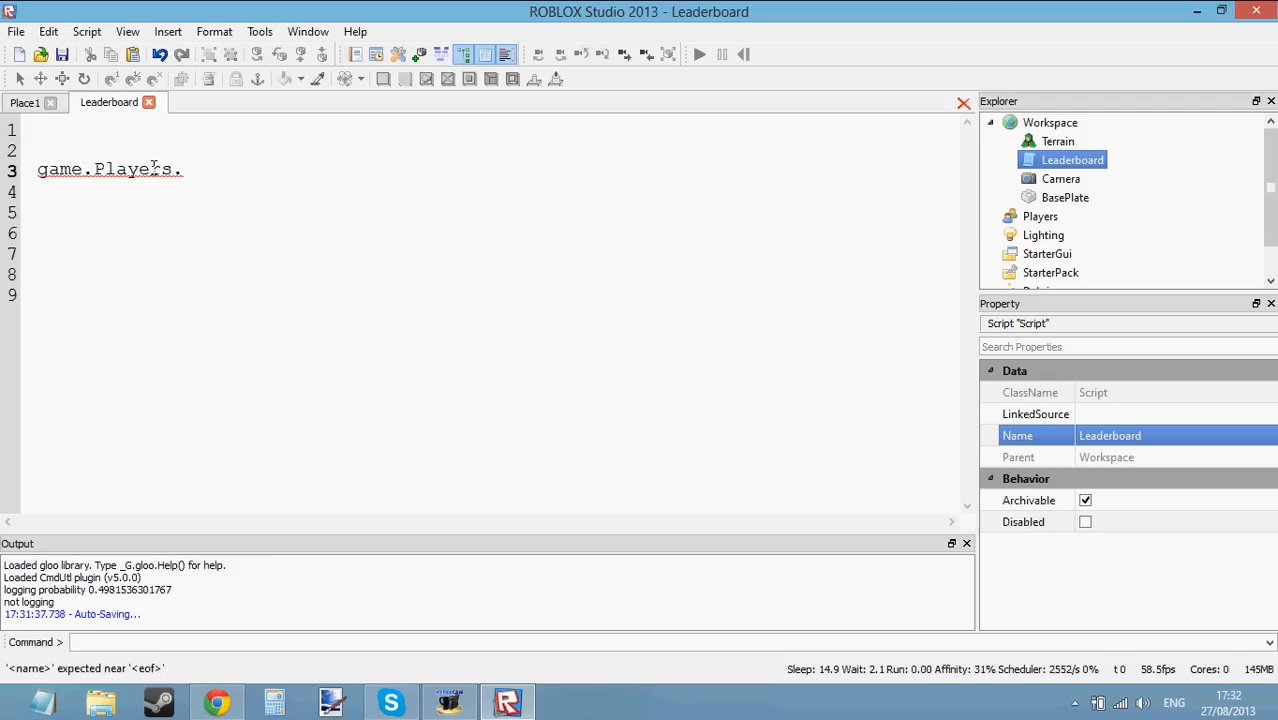 ROBLOX Studio 2013 - Leaderboard
File Edit Script View Insert Format Tools Window Help
Place1 Leaderboard
1
2
3 game.Players.
4
5
6
7
8
9
Explorer
Workspace
Terrain
Leaderboard
Camera
BasePlate
Players
Lighting
StarterGui
StarterPack
Property
Script "Script"
Search Properties
Data
ClassName Script
LinkedSource
Name Leaderboard
Parent Workspace
Behavior
Archivable
Disabled
Output
Loaded gloo library. Type _G.gloo.Help() for help.
Loaded CmdUtl plugin (v5.0.0)
logging probability 0.4981536301767
not logging
17:31:37.738 - Auto-Saving...
Command >
'<name>' expected near '<eof>' Sleep: 14.9 Wait: 2.1 Run: 0.00 Affinity: 31% Scheduler: 2552/s 0% t 0 58.5fps Cores: 0 145MB
ENG 17:32
27/08/2013